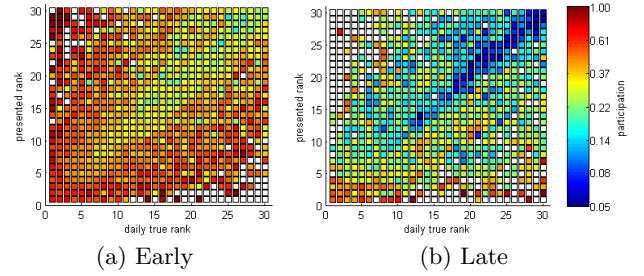 30
25
20
15
10
5
0
presented rank
0 5 10 15 20 25 30
daily true rank
(a) Early
30
25
20
15
10
5
0
presented rank
0 5 10 15 20 25 30
daily true rank
(b) Late
1.00
0.61
0.37
0.22
0.14
0.08
0.05
participation